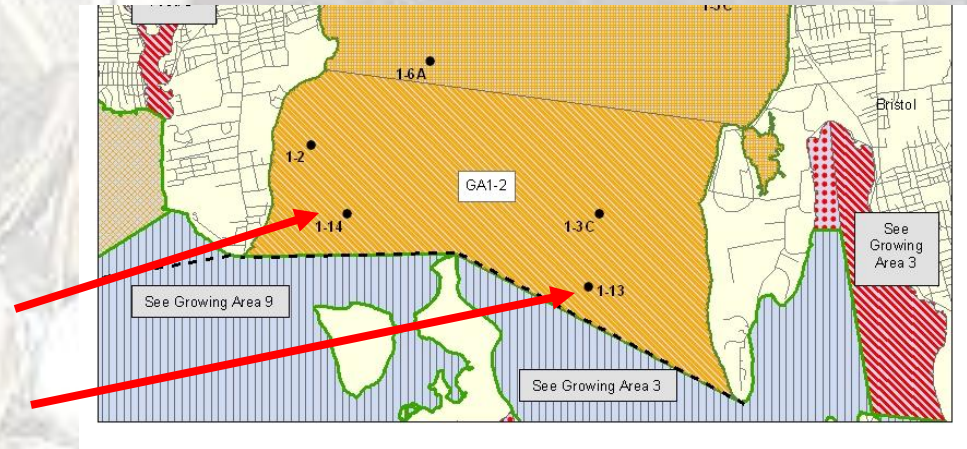 1-6A
Bristol
1-2
GA1-2
1-14
1-3C
See
Growing
Area 3
See Growing Area 9
1-13
See Growing Area 3